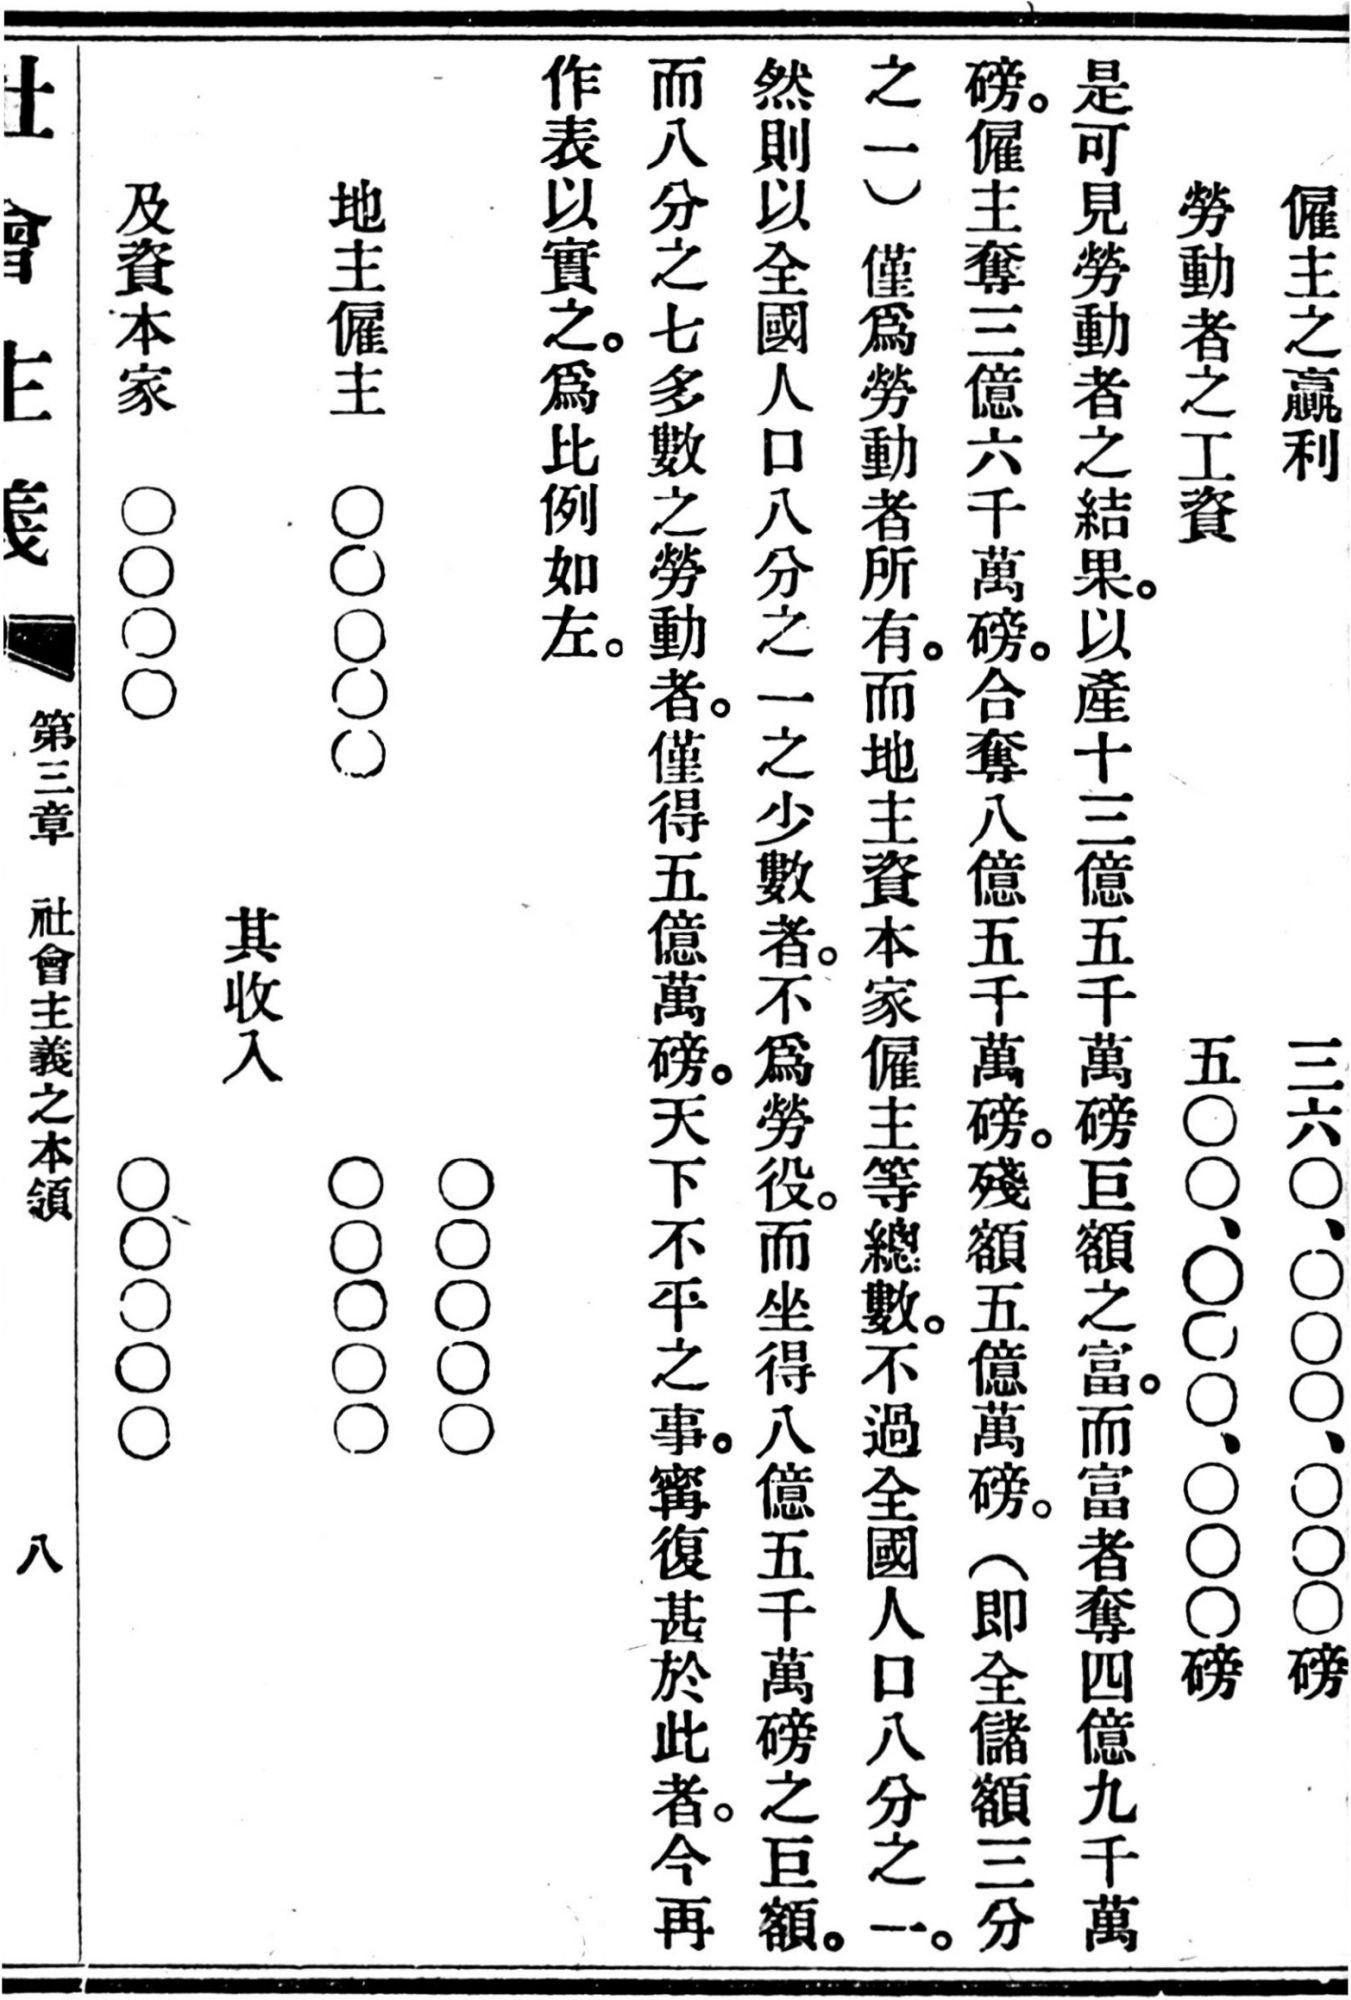 僱主之贏利 三六〇、〇〇〇、〇〇〇磅
勞動者之工資 五〇〇、〇〇〇、〇〇〇磅
是可見勞動者之結果。以產十三億五千萬磅巨額之富。而富者奪四億九千萬
磅。僱主奪三億六千萬磅。合奪八億五千萬磅。殘額五億萬磅。（即全儲額三分
之一）僅爲勞動者所有。而地主資本家僱主等總數。不過全國人口八分之一。
然則以全國人口八分之一之少數者。不爲勞役。而坐得八億五千萬磅之巨額。
而八分之七多數之勞動者。僅得五億萬磅。天下不平之事。寗復甚於此者。今再
作表以實之。爲比例如左。
〇〇〇〇〇
地主僱主 〇〇〇〇〇 〇〇〇〇〇
其收入
及資本家 〇〇〇〇 〇〇〇〇〇
社會主義 第三章 社會主義之本領 八